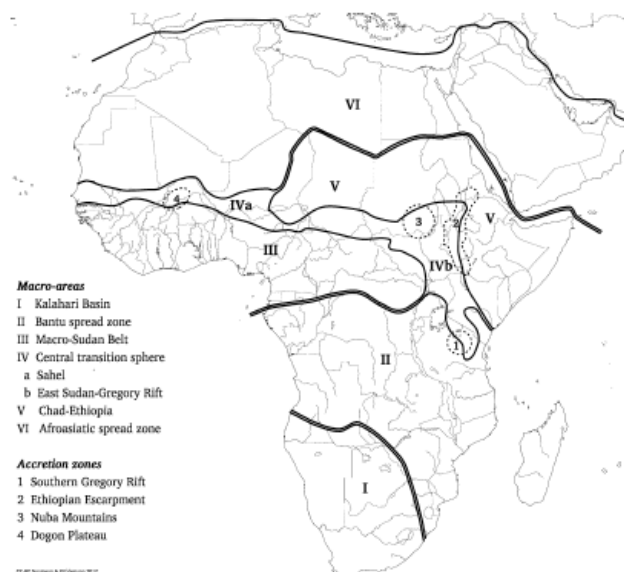 VI
V
4
IVa
3
2
V
III
IVb
1
II
I
Macro-areas
I Kalahari Basin
II Bantu spread zone
III Macro-Sudan Belt
IV Central transition sphere
a Sahel
b East Sudan-Gregory Rift
V Chad-Ethiopia
VI Afroasiatic spread zone
Accretion zones
1 Southern Gregory Rift
2 Ethiopian Escarpment
3 Nuba Mountains
4 Dogon Plateau